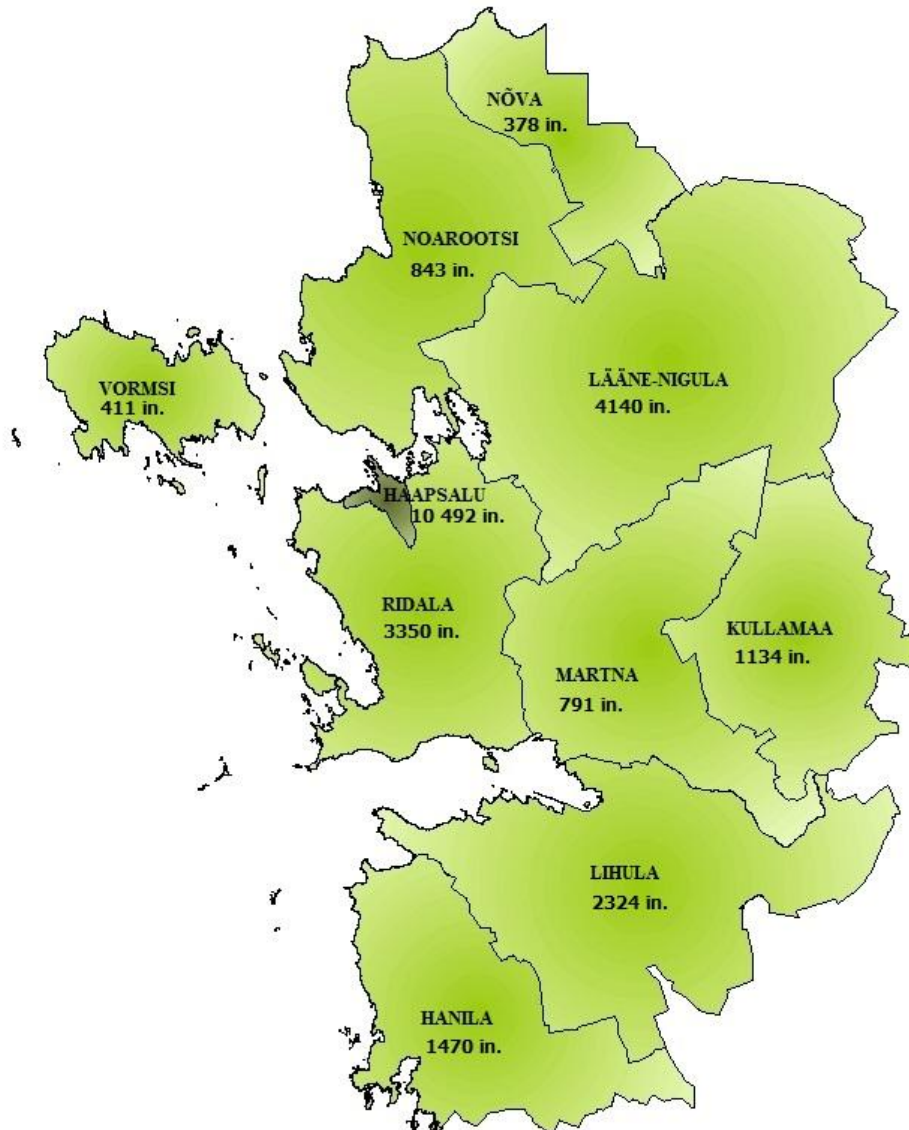 NÕVA
378 in.
NOAROOTSI
843 in.
LÄÄNE-NIGULA
4140 in.
VORMSI
411 in.
HAAPSALU
10 492 in.
RIDALA
3350 in.
KULLAMAA
1134 in.
MARTNA
791 in.
LIHULA
2324 in.
HANILA
1470 in.